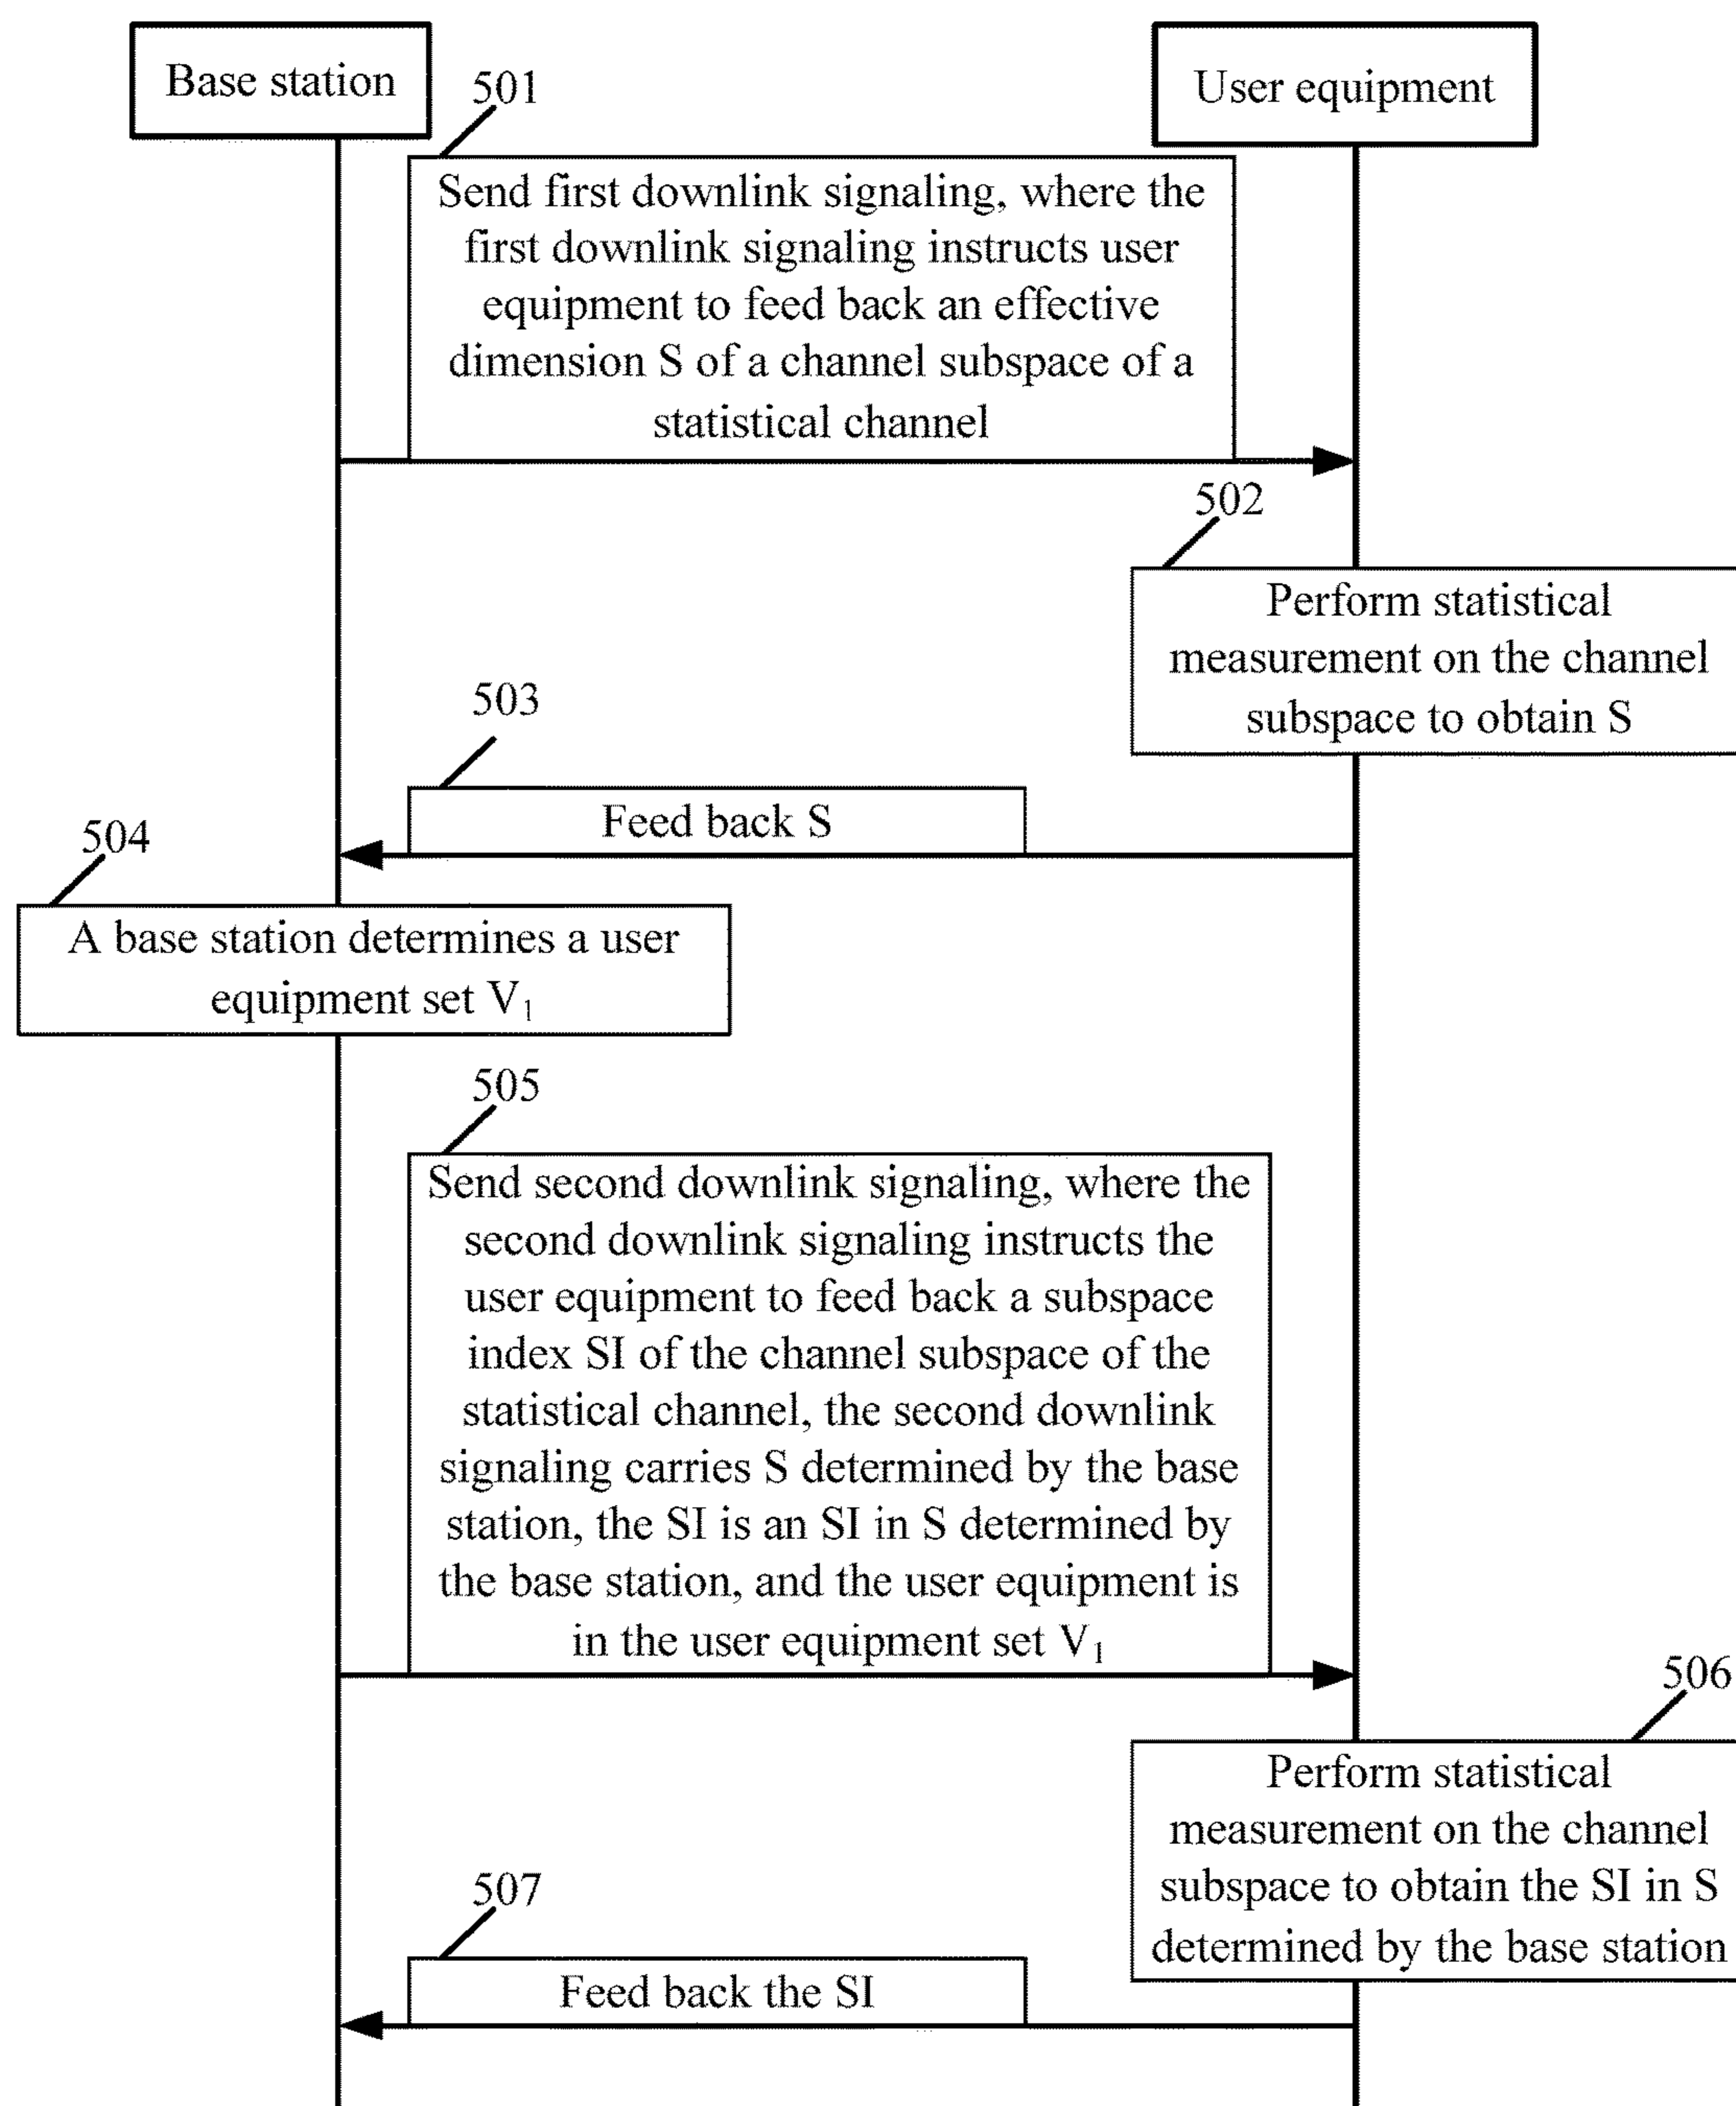 Base station
User equipment
501
Send first downlink signaling, where the
first downlink signaling instructs user
equipment to feed back an effective
dimension S of a channel subspace of a
statistical channel
502
Perform statistical
measurement on the channel
subspace to obtain S
503
Feed back S
504
A base station determines a user
equipment set V₁
505
Send second downlink signaling, where the
second downlink signaling instructs the
user equipment to feed back a subspace
index SI of the channel subspace of the
statistical channel, the second downlink
signaling carries S determined by the base
station, the SI is an SI in S determined by
the base station, and the user equipment is
in the user equipment set V₁
506
Perform statistical
measurement on the channel
subspace to obtain the SI in S
determined by the base station
507
Feed back the SI